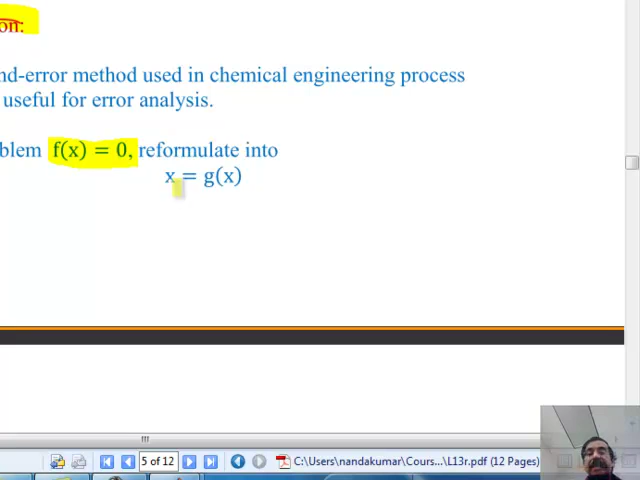 on:
nd-error method used in chemical engineering process
useful for error analysis.
blem f(x) = 0, reformulate into
x = g(x)
5 of 12
C:\Users\nandakumar\Cours...\L13r.pdf (12 Pages)